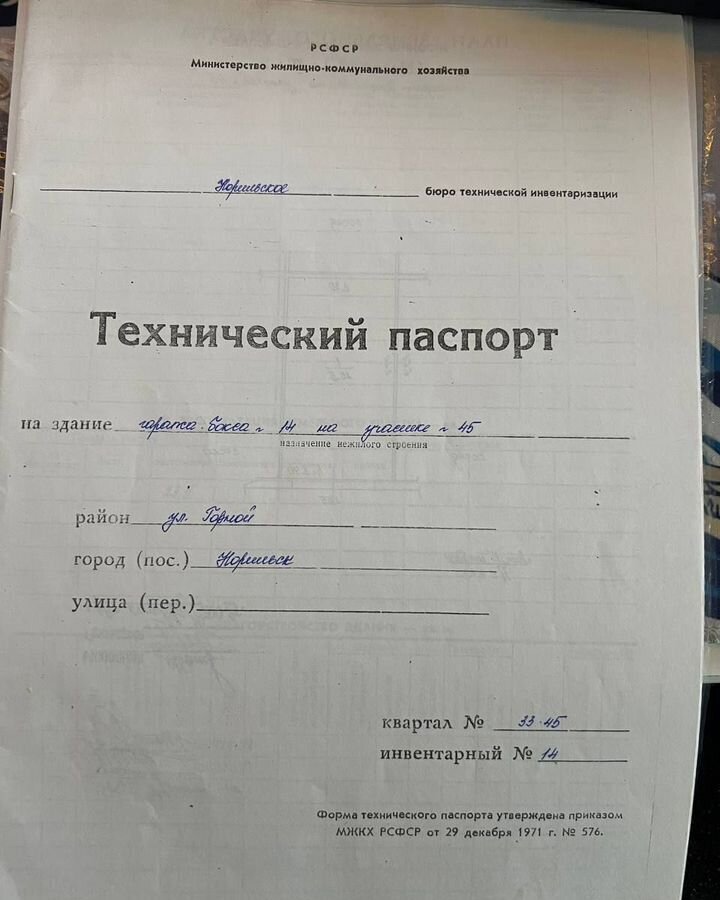 РСФСР
Министерство жилищно-коммунального хозяйства
Норильское бюро технической инвентаризации
Технический паспорт
на здание гаража-бокса № 14 на участке № 45
назначение нежилого строения
район ул. Горной
город (пос.) Норильск
улица (пер.)
квартал № 33-45
инвентарный № 14
Форма технического паспорта утверждена приказом
МЖКХ РСФСР от 29 декабря 1971 г. № 576.